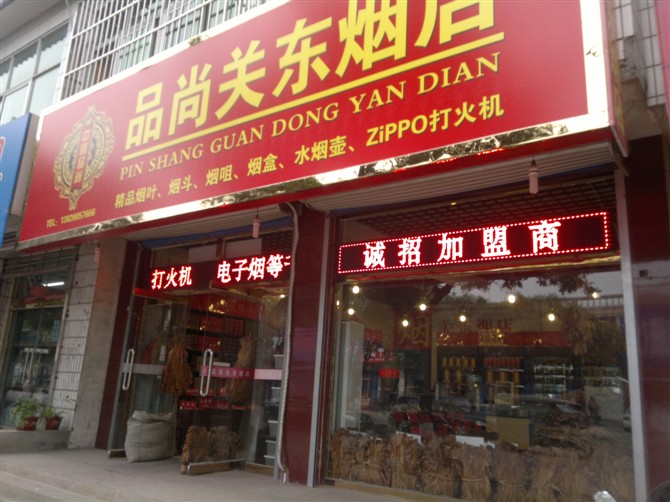 品尚关东烟店
PIN SHANG GUAN DONG YAN DIAN
精品烟叶、烟斗、烟咀、烟盒、水烟壶、ZiPPO打火机
TEL: 13639057666
打火机 电子烟等
诚招加盟商